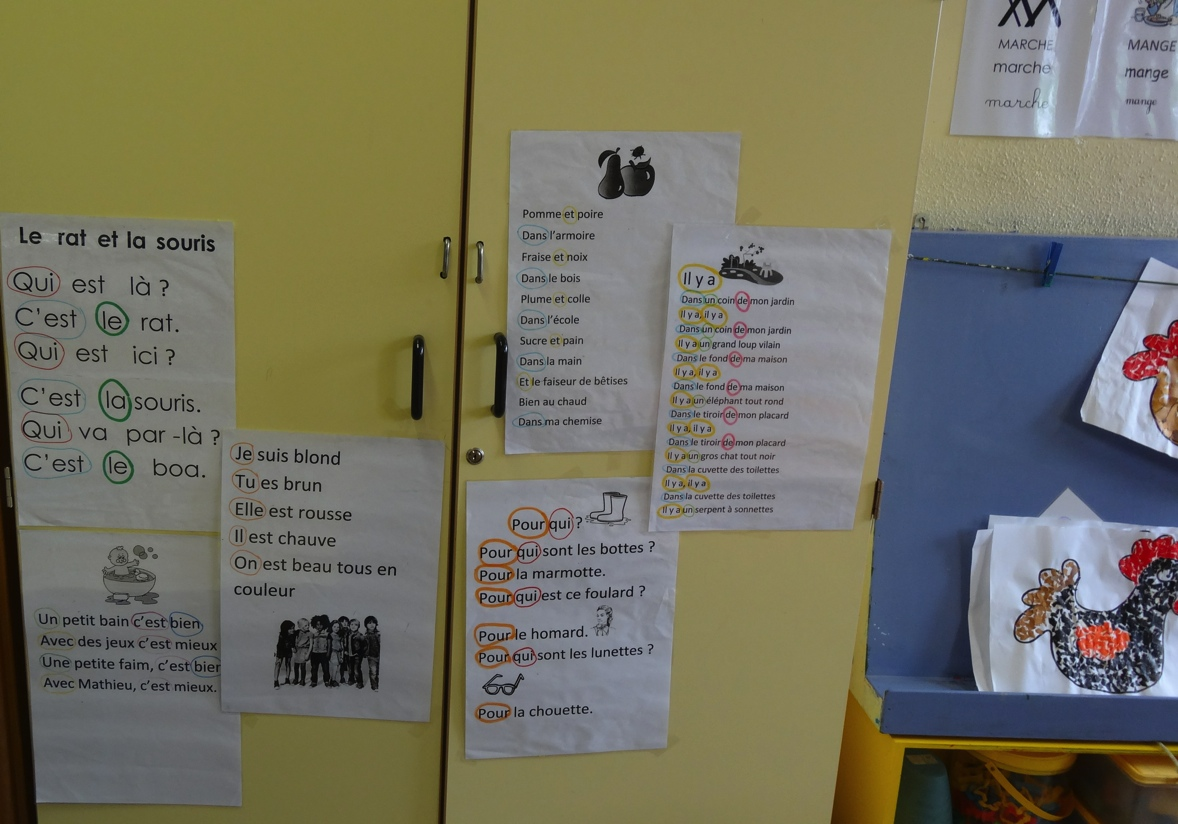 Le rat et la souris
Qui est là ?
C'est le rat.
Qui est ici ?
C'est la souris.
Qui va par -là ?
C'est le boa.
Un petit bain c'est bien
Avec des jeux c'est mieux
Une petite faim, c'est bien
Avec Mathieu, c'est mieux.
Je suis blond
Tu es brun
Elle est rousse
Il est chauve
On est beau tous en
couleur
Pomme et poire
Dans l'armoire
Fraise et noix
Dans le bois
Plume et colle
Dans l'école
Sucre et pain
Dans la main
Et le faiseur de bêtises
Bien au chaud
Dans ma chemise
Pour qui ?
Pour qui sont les bottes ?
Pour la marmotte.
Pour qui est ce foulard ?
Pour le homard.
Pour qui sont les lunettes ?
Pour la chouette.
Il y a
Dans un coin de mon jardin
Il y a, il y a
Dans un coin de mon jardin
Il y a un grand loup vilain
Dans le fond de ma maison
Il y a, il y a
Dans le fond de ma maison
Il y a un éléphant tout rond
Dans le tiroir de mon placard
Il y a, il y a
Dans le tiroir de mon placard
Il y a un gros chat tout noir
Dans la cuvette des toilettes
Il y a, il y a
Dans la cuvette des toilettes
Il y a un serpent à sonnettes
MARCHE
marche
marche
MANGE
mange
mange